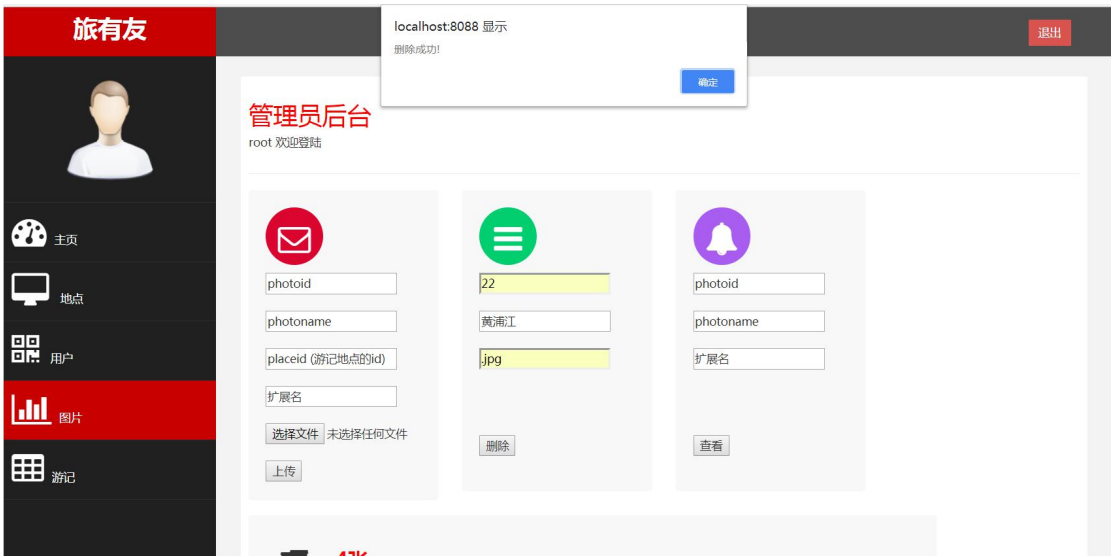 旅有友
localhost:8088 显示
删除成功!
确定
退出
管理员后台
root 欢迎登陆
主页
地点
用户
图片
游记
photoid
photoname
placeid (游记地点的id)
扩展名
选择文件 未选择任何文件
上传
22
黄浦江
.jpg
删除
photoid
photoname
扩展名
查看